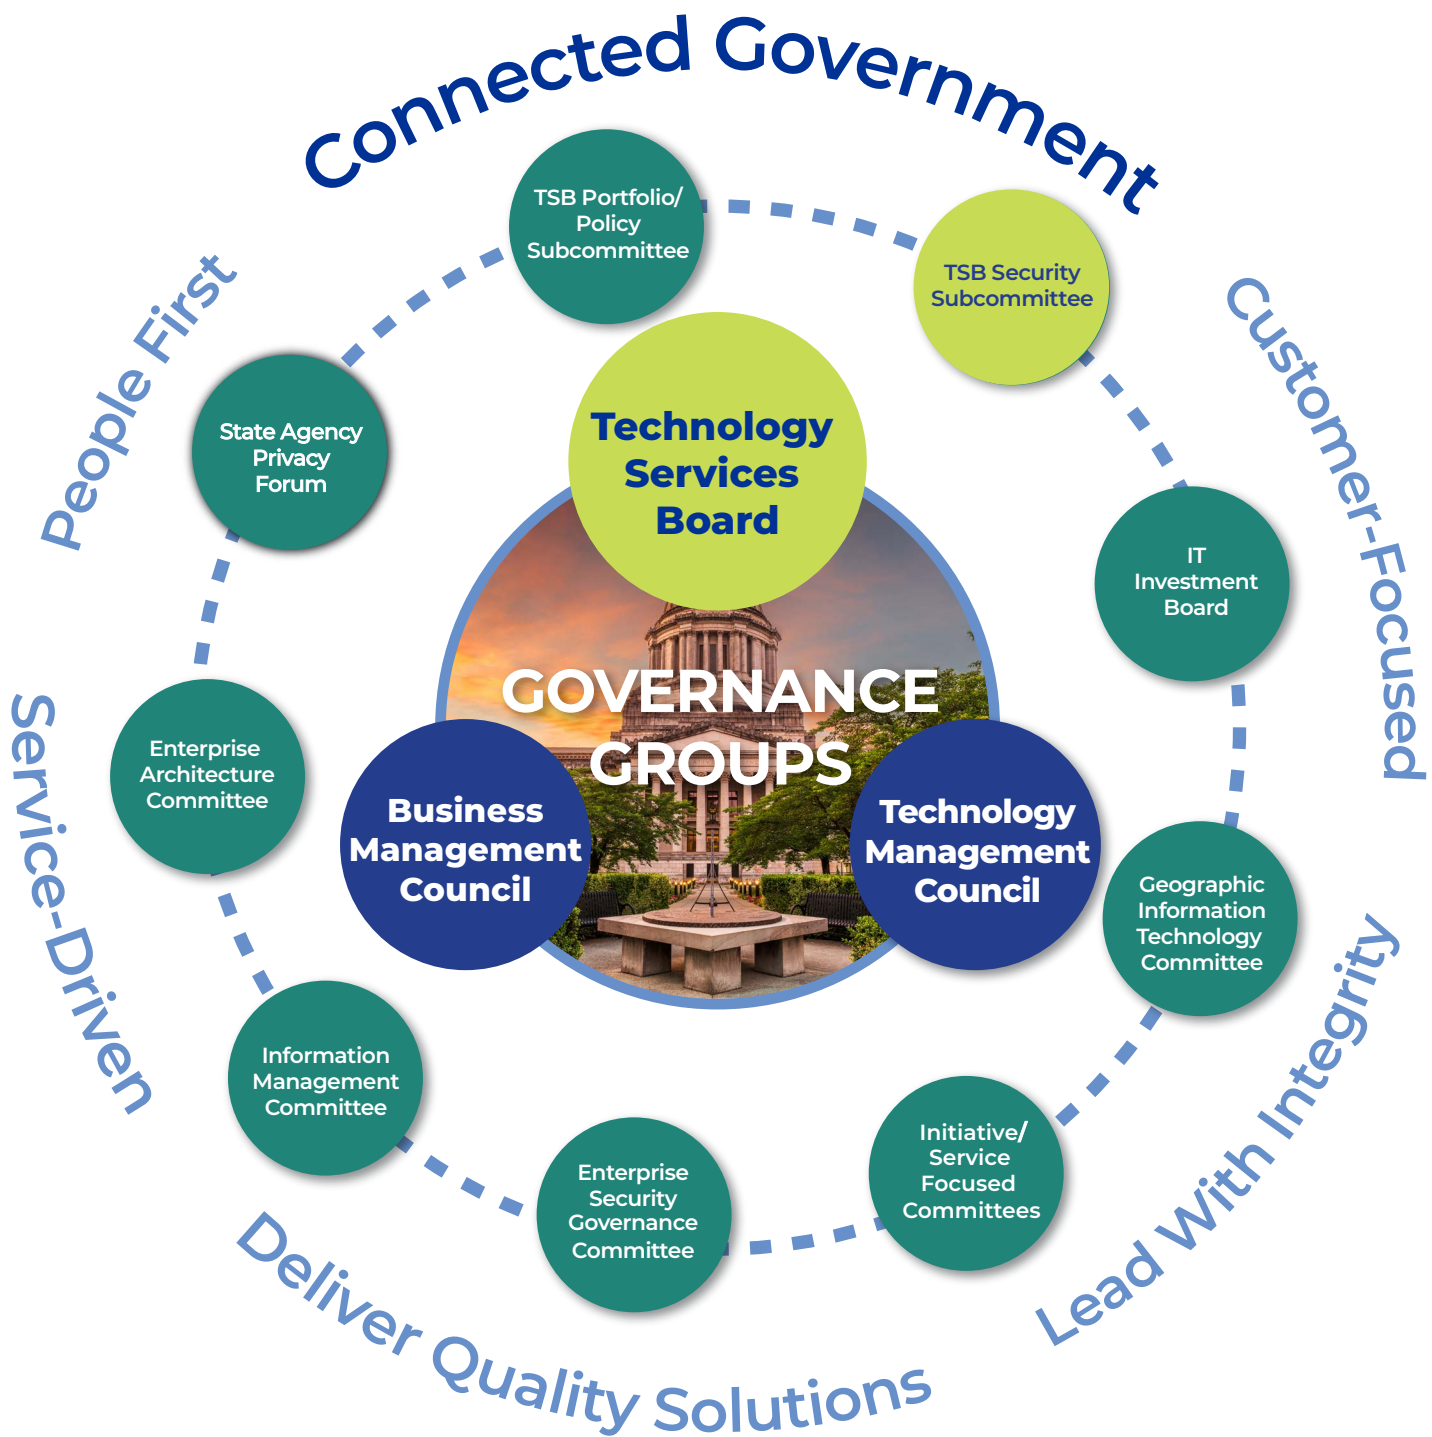 Connected Government
TSB Portfolio/
Policy
Subcommittee
TSB Security
Subcommittee
People First
Customer-Focused
State Agency
Privacy
Forum
Technology
Services
Board
IT
Investment
Board
GOVERNANCE
GROUPS
Service-Driven
Enterprise
Architecture
Committee
Business
Management
Council
Technology
Management
Council
Geographic
Information
Technology
Committee
Lead With Integrity
Information
Management
Committee
Initiative/
Service
Focused
Committees
Enterprise
Security
Governance
Committee
Deliver Quality Solutions